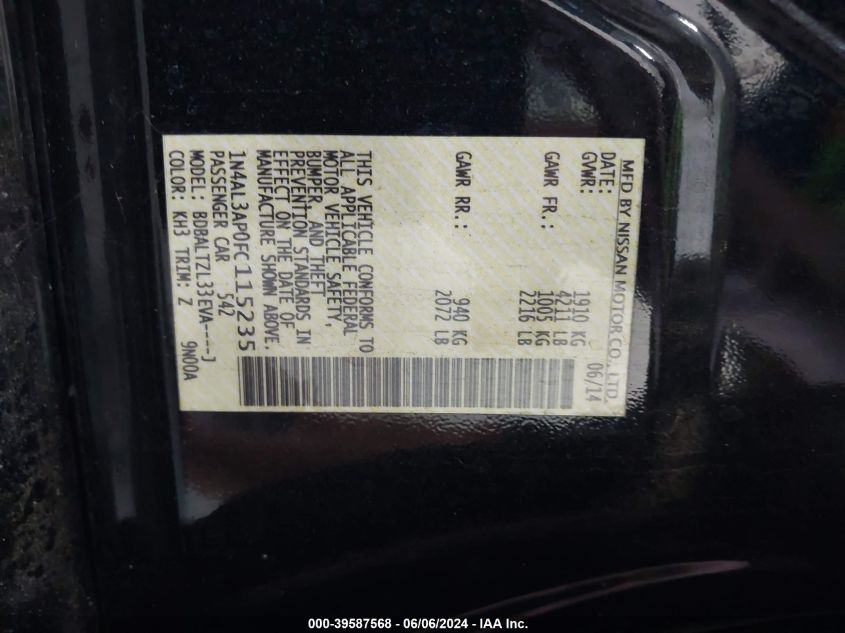 MFD BY NISSAN MOTOR CO., LTD.
DATE: 06/14
GVWR: 1910 KG
4211 LB
GAWR FR.: 1005 KG
2216 LB
GAWR RR.: 940 KG
2072 LB
THIS VEHICLE CONFORMS TO
ALL APPLICABLE FEDERAL
MOTOR VEHICLE SAFETY,
BUMPER, AND THEFT
PREVENTION STANDARDS IN
EFFECT ON THE DATE OF
MANUFACTURE SHOWN ABOVE.
1N4AL3AP0FC115235
PASSENGER CAR S42
MODEL: BDBALTZL33EVA----J
COLOR: KH3 TRIM: Z 9N00A
000-39587568 - 06/06/2024 - IAA Inc.